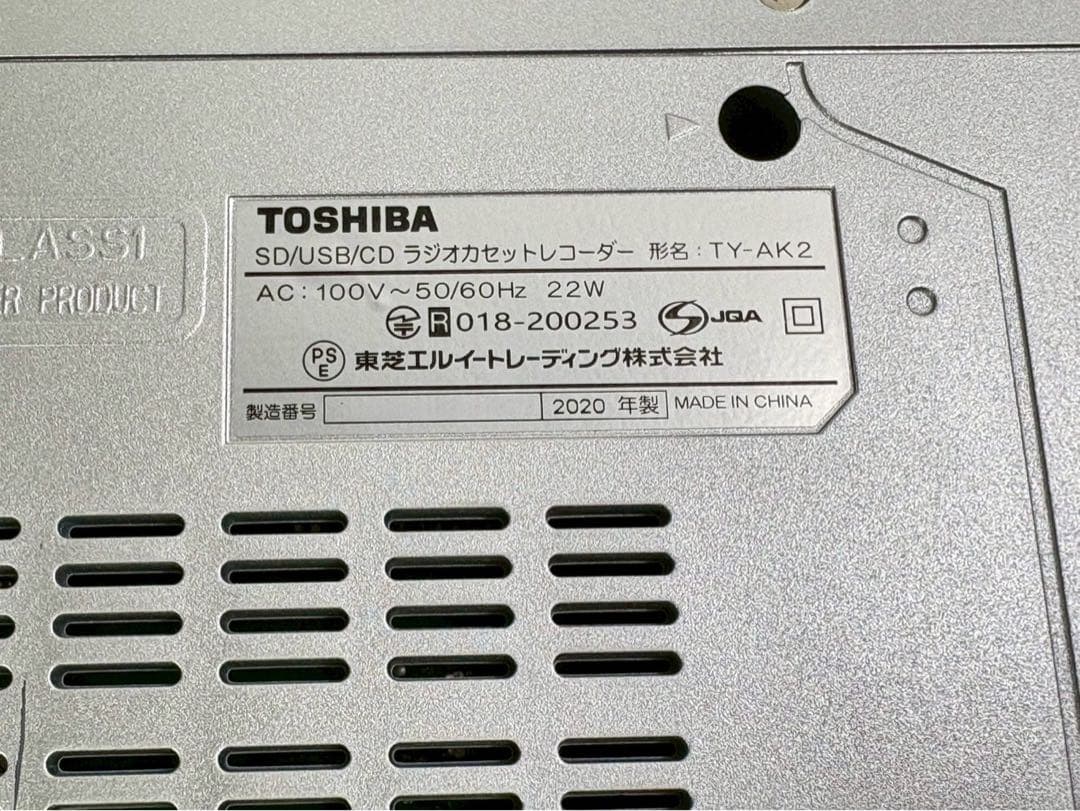 CLASS1
PRODUCT
TOSHIBA
SD/USB/CD ラジオカセットレコーダー 形名：TY-AK2
AC：100V～50/60Hz 22W
R 018-200253 JQA
PSE 東芝エルイートレーディング株式会社
製造番号 2020 年製 MADE IN CHINA